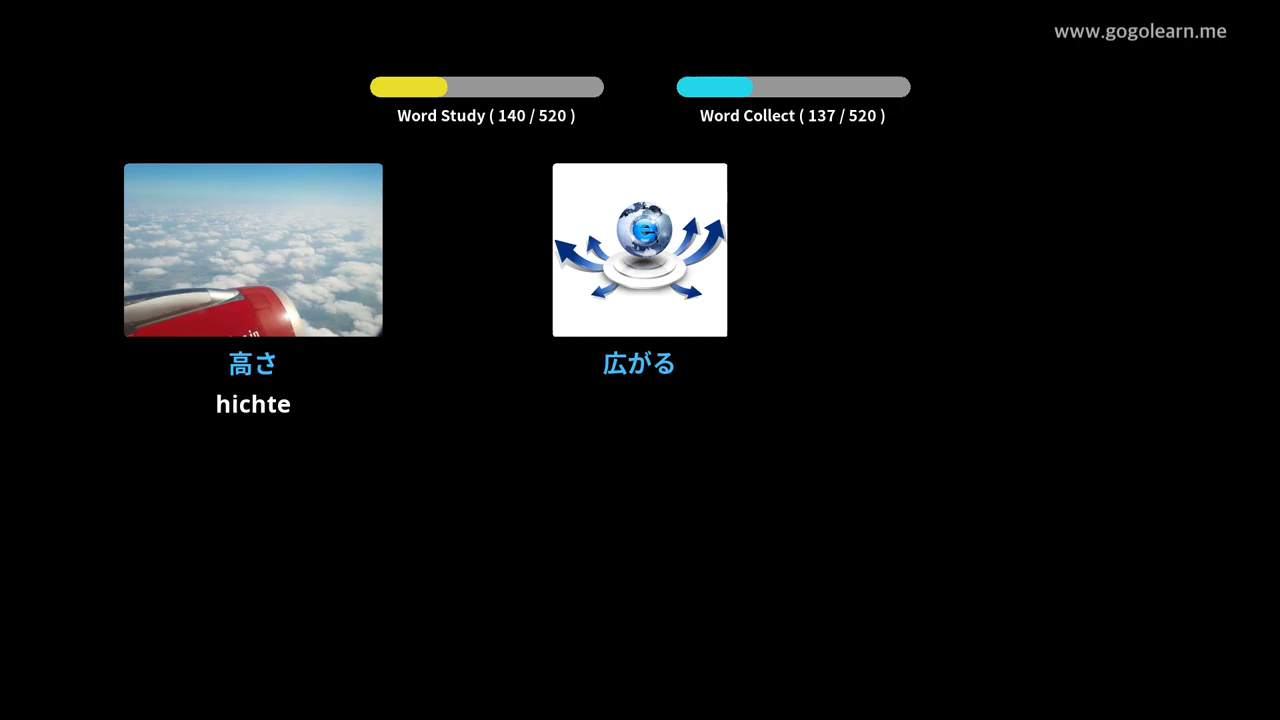 www.gogolearn.me
Word Study ( 140 / 520 )
Word Collect ( 137 / 520 )
e
高さ
広がる
hichte